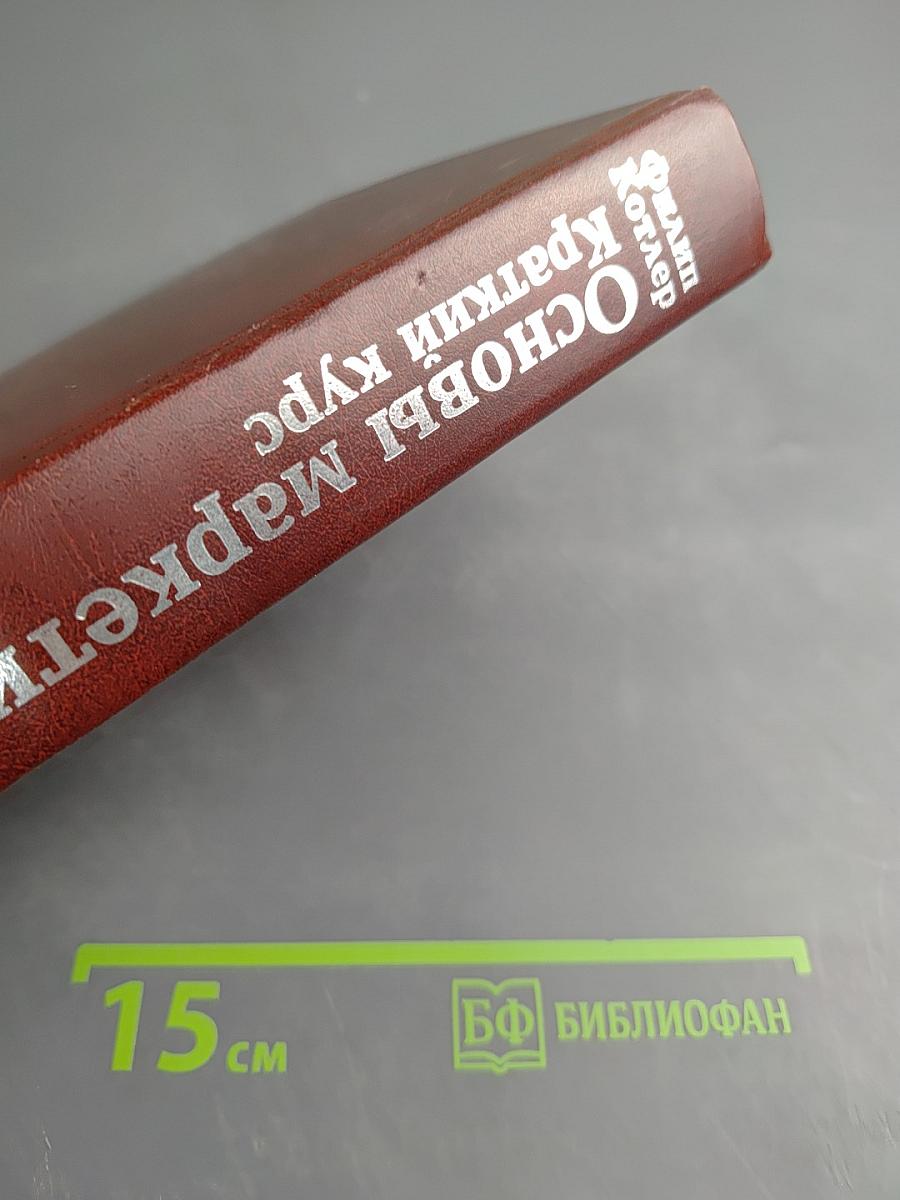 Филип
Котлер
Основы маркети
Краткий курс
15 см
БФ БИБЛИОФАН